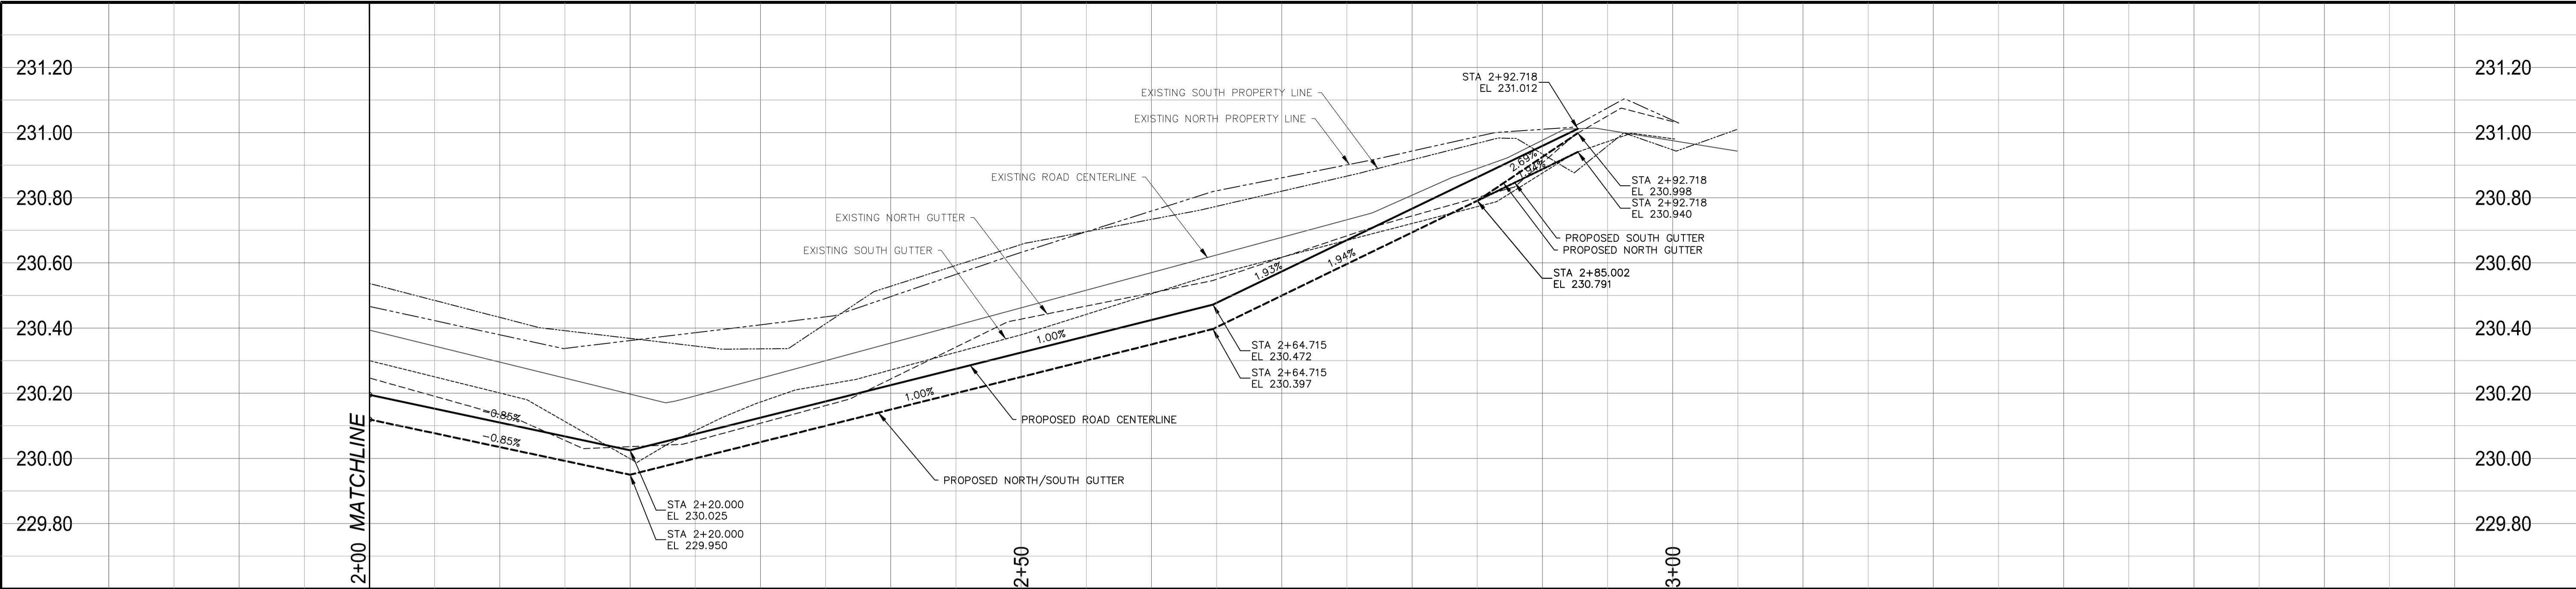 231.20
231.20
STA 2+92.718
EL 231.012
EXISTING SOUTH PROPERTY LINE
EXISTING NORTH PROPERTY LINE
231.00
231.00
2.69%
1.94%
EXISTING ROAD CENTERLINE
STA 2+92.718
EL 230.998
STA 2+92.718
EL 230.940
230.80
230.80
EXISTING NORTH GUTTER
EXISTING SOUTH GUTTER
PROPOSED SOUTH GUTTER
PROPOSED NORTH GUTTER
230.60
230.60
1.93%
1.94%
STA 2+85.002
EL 230.791
230.40
230.40
1.00%
STA 2+64.715
EL 230.472
STA 2+64.715
EL 230.397
230.20
230.20
1.00%
-0.85%
-0.85%
PROPOSED ROAD CENTERLINE
230.00
230.00
PROPOSED NORTH/SOUTH GUTTER
STA 2+20.000
EL 230.025
STA 2+20.000
EL 229.950
229.80
229.80
2+00 MATCHLINE
2+50
3+00